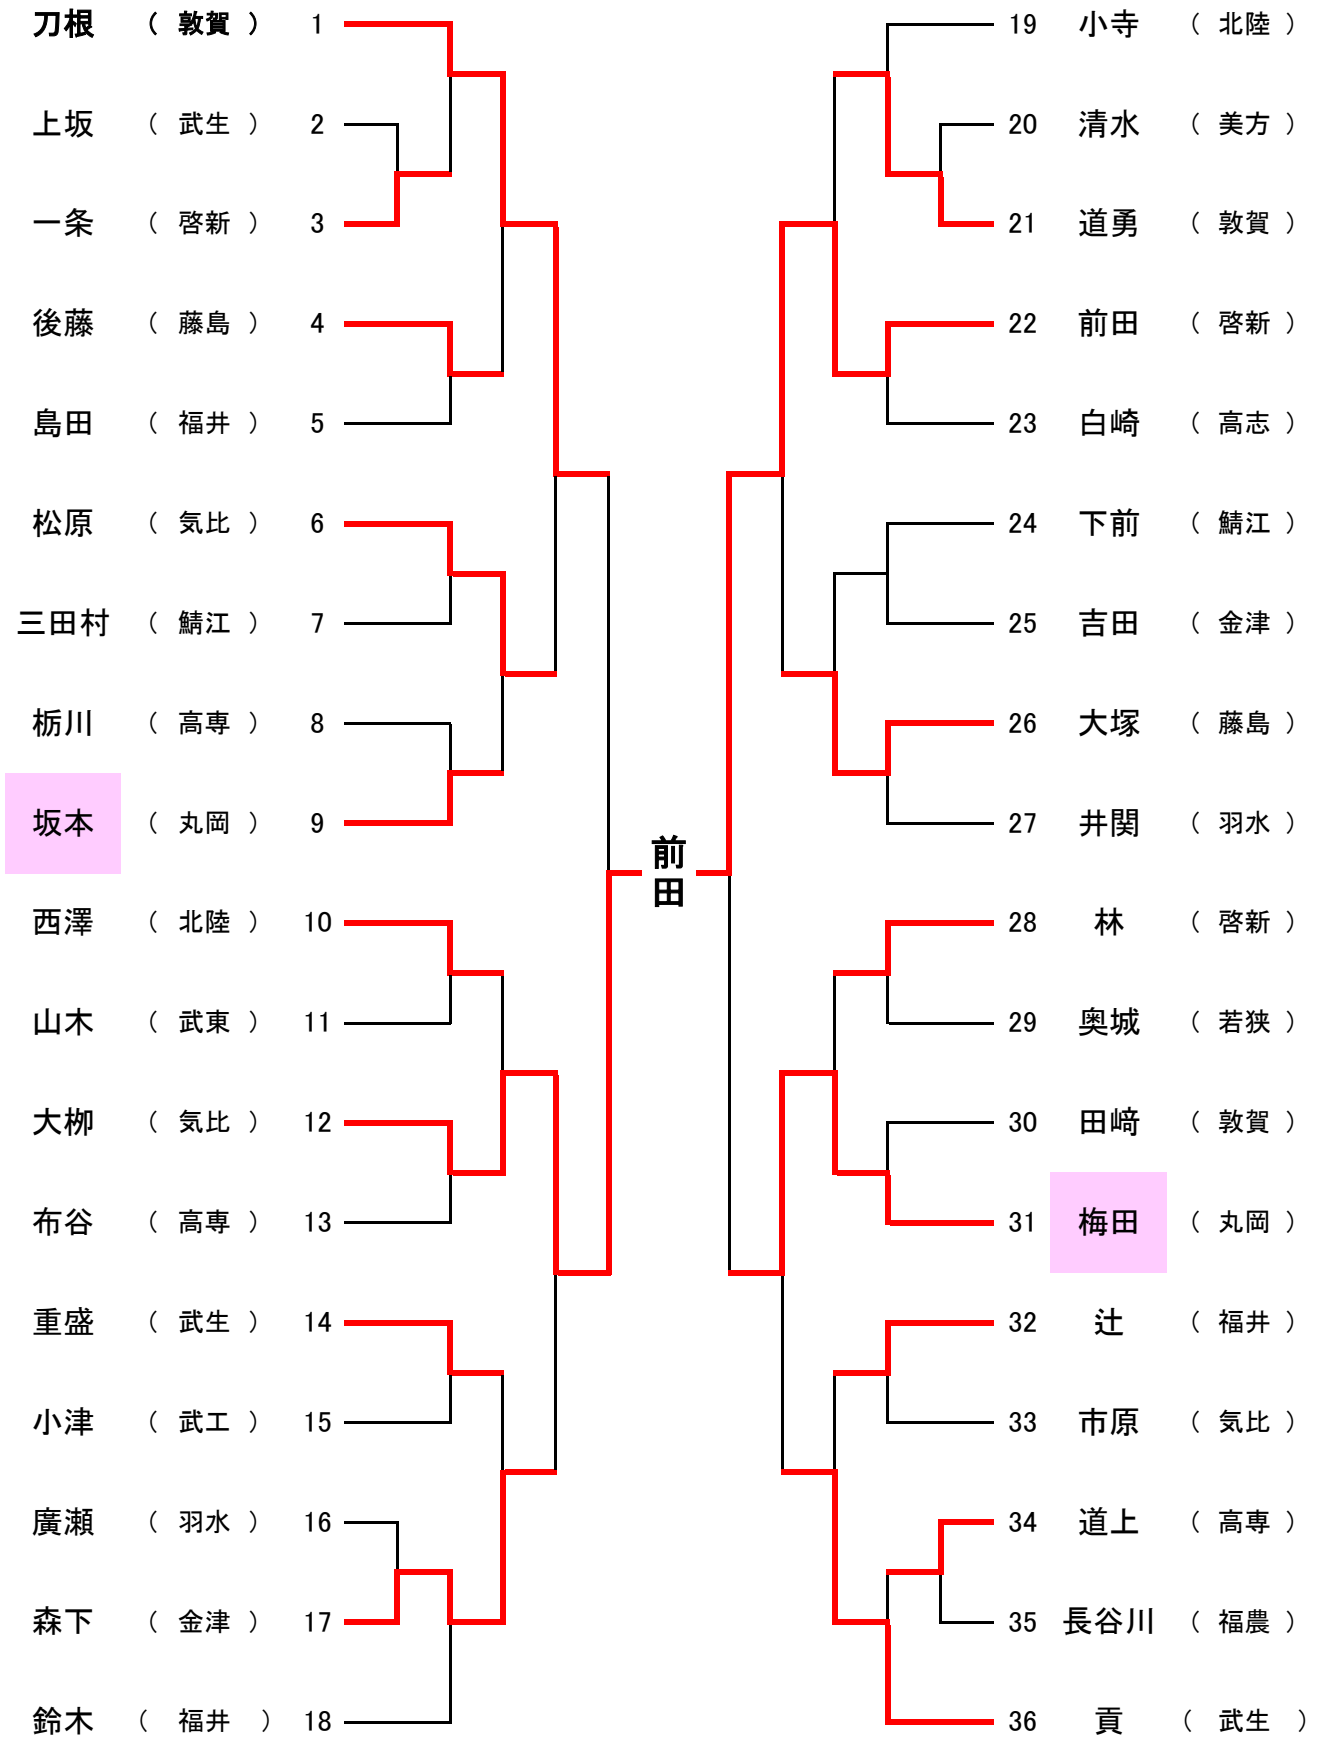 刀根 ( 敦賀 ) 1
上坂 ( 武生 ) 2
一条 ( 啓新 ) 3
後藤 ( 藤島 ) 4
島田 ( 福井 ) 5
松原 ( 気比 ) 6
三田村 ( 鯖江 ) 7
栃川 ( 高専 ) 8
坂本 ( 丸岡 ) 9
西澤 ( 北陸 ) 10
山木 ( 武東 ) 11
大栁 ( 気比 ) 12
布谷 ( 高専 ) 13
重盛 ( 武生 ) 14
小津 ( 武工 ) 15
廣瀬 ( 羽水 ) 16
森下 ( 金津 ) 17
鈴木 ( 福井 ) 18
前田
19 小寺 ( 北陸 )
20 清水 ( 美方 )
21 道勇 ( 敦賀 )
22 前田 ( 啓新 )
23 白崎 ( 高志 )
24 下前 ( 鯖江 )
25 吉田 ( 金津 )
26 大塚 ( 藤島 )
27 井関 ( 羽水 )
28 林 ( 啓新 )
29 奥城 ( 若狭 )
30 田﨑 ( 敦賀 )
31 梅田 ( 丸岡 )
32 辻 ( 福井 )
33 市原 ( 気比 )
34 道上 ( 高専 )
35 長谷川 ( 福農 )
36 貢 ( 武生 )